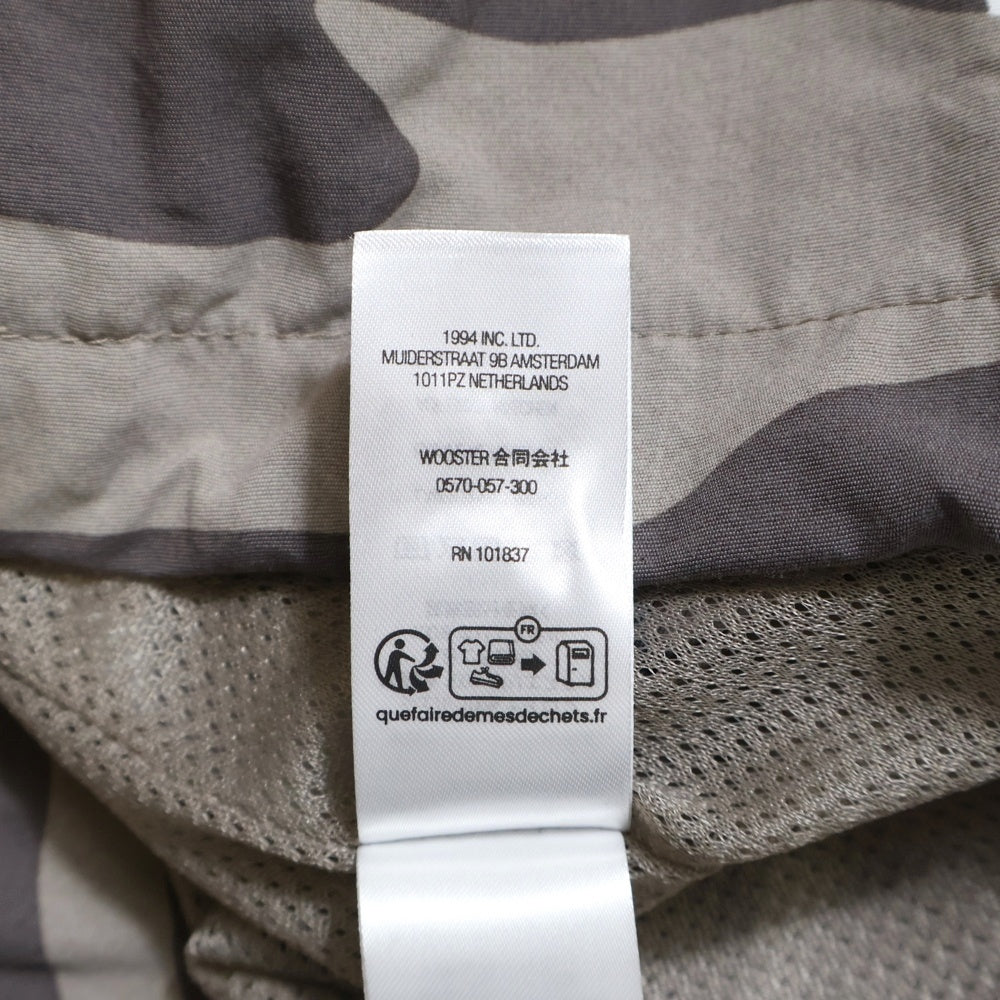 1994 INC. LTD.
MUIDERSTRAAT 9B AMSTERDAM
1011PZ NETHERLANDS
WOOSTER 合同会社
0570-057-300
RN 101837
FR
quefairedemesdechets.fr